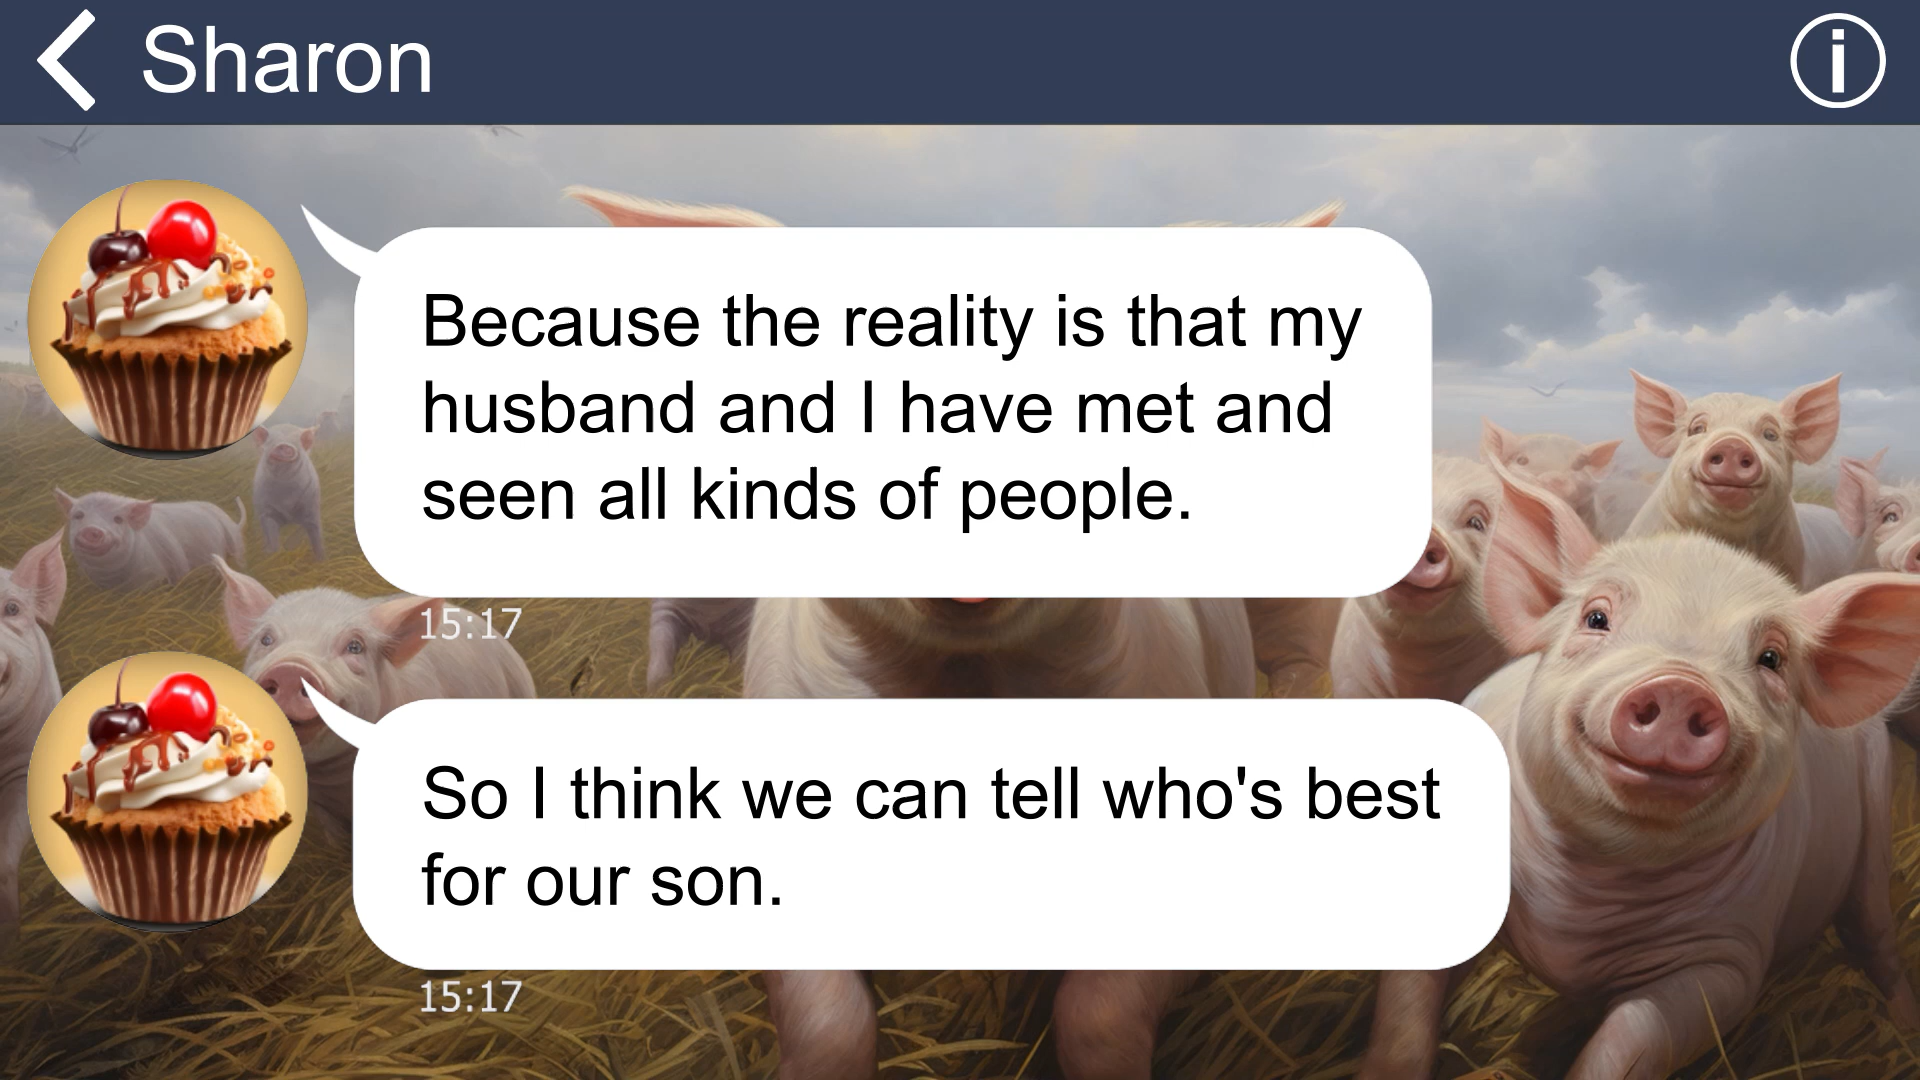 Sharon
Because the reality is that my
husband and I have met and
seen all kinds of people.
15:17
So I think we can tell who's best
for our son.
15:17